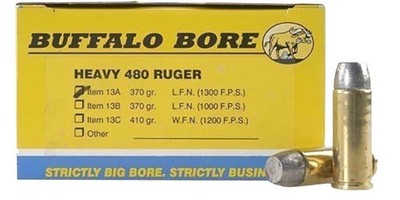 BUFFALO BORE
HEAVY 480 RUGER
Item 13A 370 gr. L.F.N. (1300 F.P.S.)
Item 13B 370 gr. L.F.N. (1000 F.P.S.)
Item 13C 410 gr. W.F.N. (1200 F.P.S.)
Other
STRICTLY BIG BORE. STRICTLY BUSIN